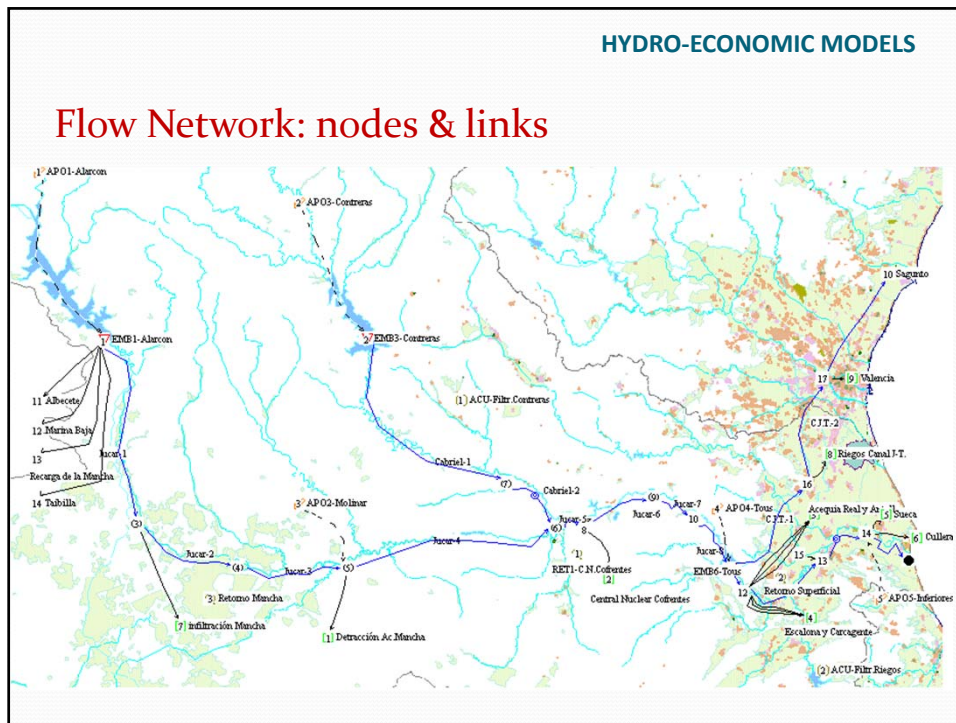 HYDRO-ECONOMIC MODELS
Flow Network: nodes & links
1 APO1-Alarcon
2 APO3-Contreras
10 Sagunto
1 EMB1-Alarcon
2 EMB3-Contreras
17 9 Valencia
11 Albecete
(1) ACU-Filtr.Contreras
12 Marina Baja
C.J.T.-2
13
Jucar-1
Cabriel-1
8 Riegos Canal J-T.
Recarga de la Mancha
(7)
16
14 Taibilla
Cabriel-2
(9)
Jucar-7
3 APO2-Molinar
Jucar-6
10
4 APO4-Tous
Acequia Real y
5 Sueca
(3)
(6)
Jucar-5
8
C.J.T.-1
14
6 Cullera
Jucar-4
Jucar-2
1
Jucar-8
15
13
(4)
Jucar-3
(5)
RET1-C.N.Cofrentes
EMB6-Tous
(2)
2
12
Retorno Superficial
(3) Retorno Mancha
Central Nuclear Cofrentes
5 APO5-Inferiores
4
7 infiltración Mancha
1 Detracción Ac.Mancha
Escalona y Carcagente
(2) ACU-Filtr.Riegos